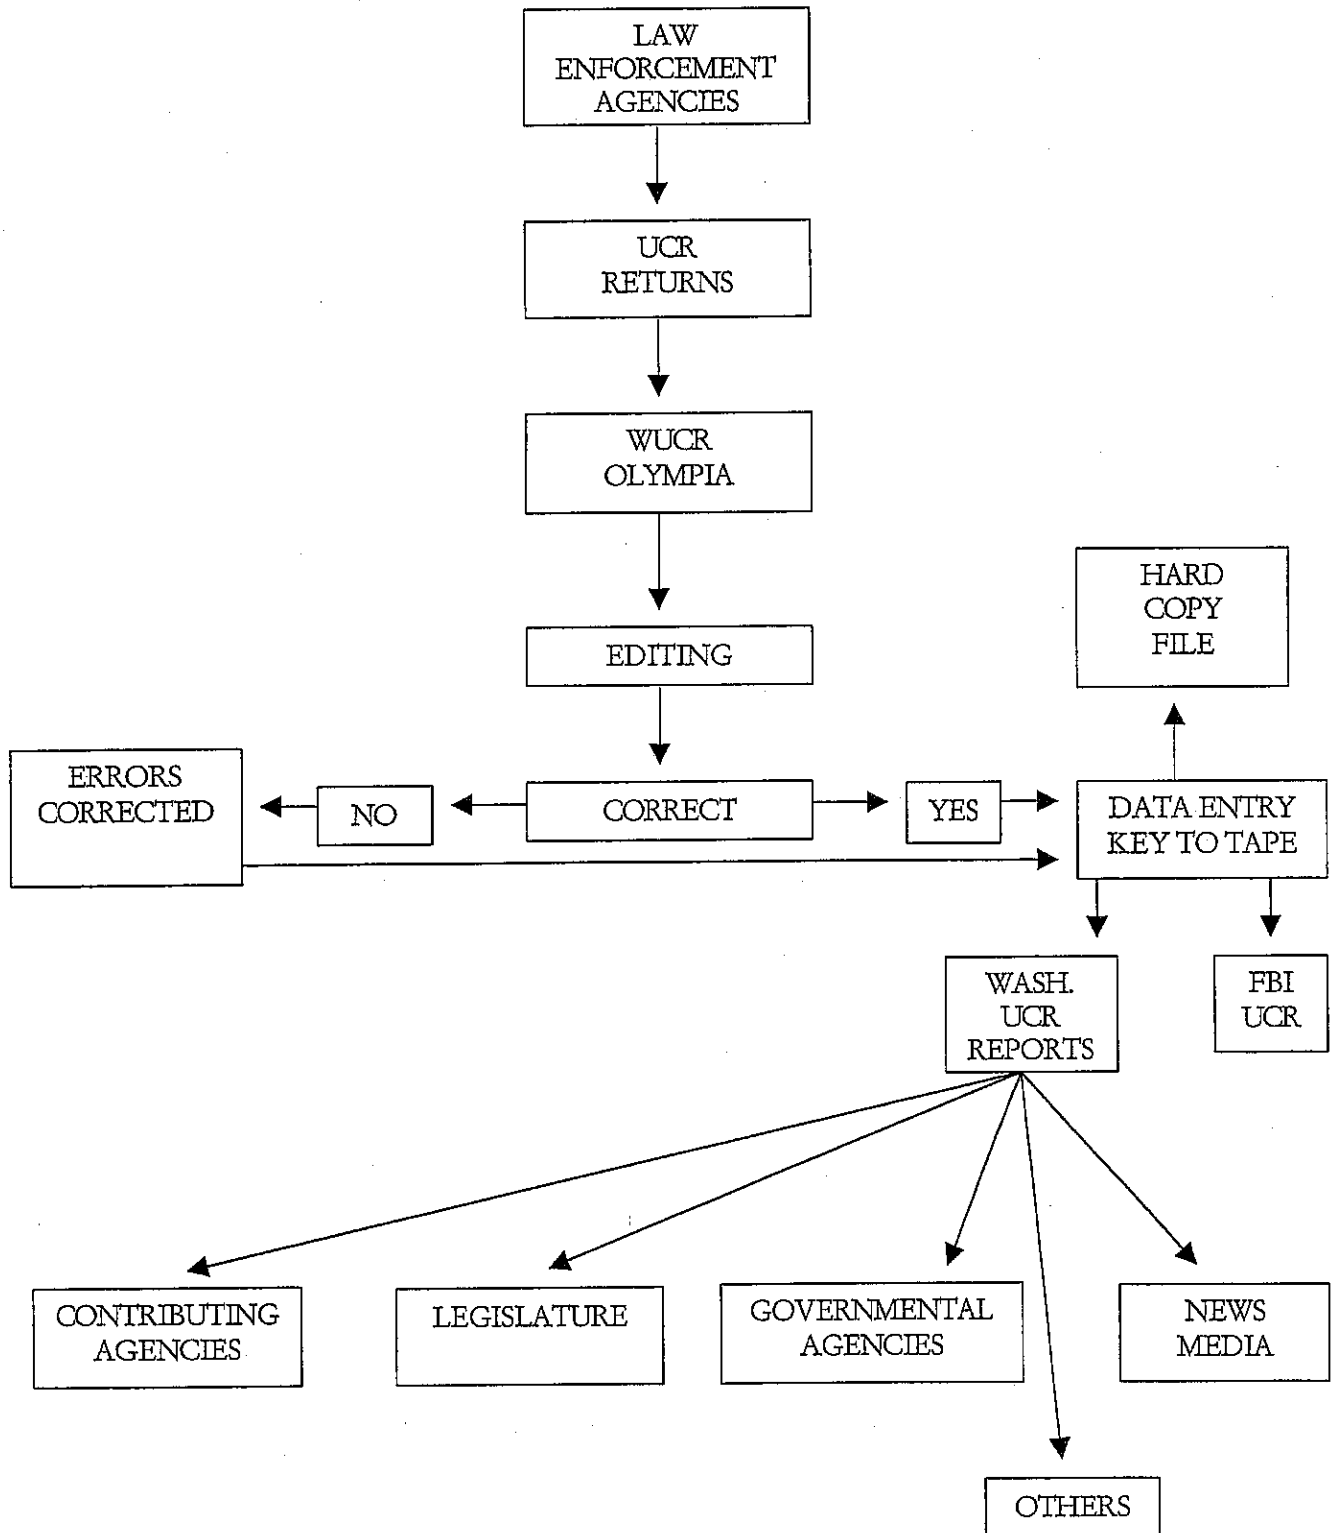 LAW
ENFORCEMENT
AGENCIES
UCR
RETURNS
WUCR
OLYMPIA
EDITING
HARD
COPY
FILE
ERRORS
CORRECTED
NO
CORRECT
YES
DATA ENTRY
KEY TO TAPE
WASH.
UCR
REPORTS
FBI
UCR
CONTRIBUTING
AGENCIES
LEGISLATURE
GOVERNMENTAL
AGENCIES
NEWS
MEDIA
OTHERS